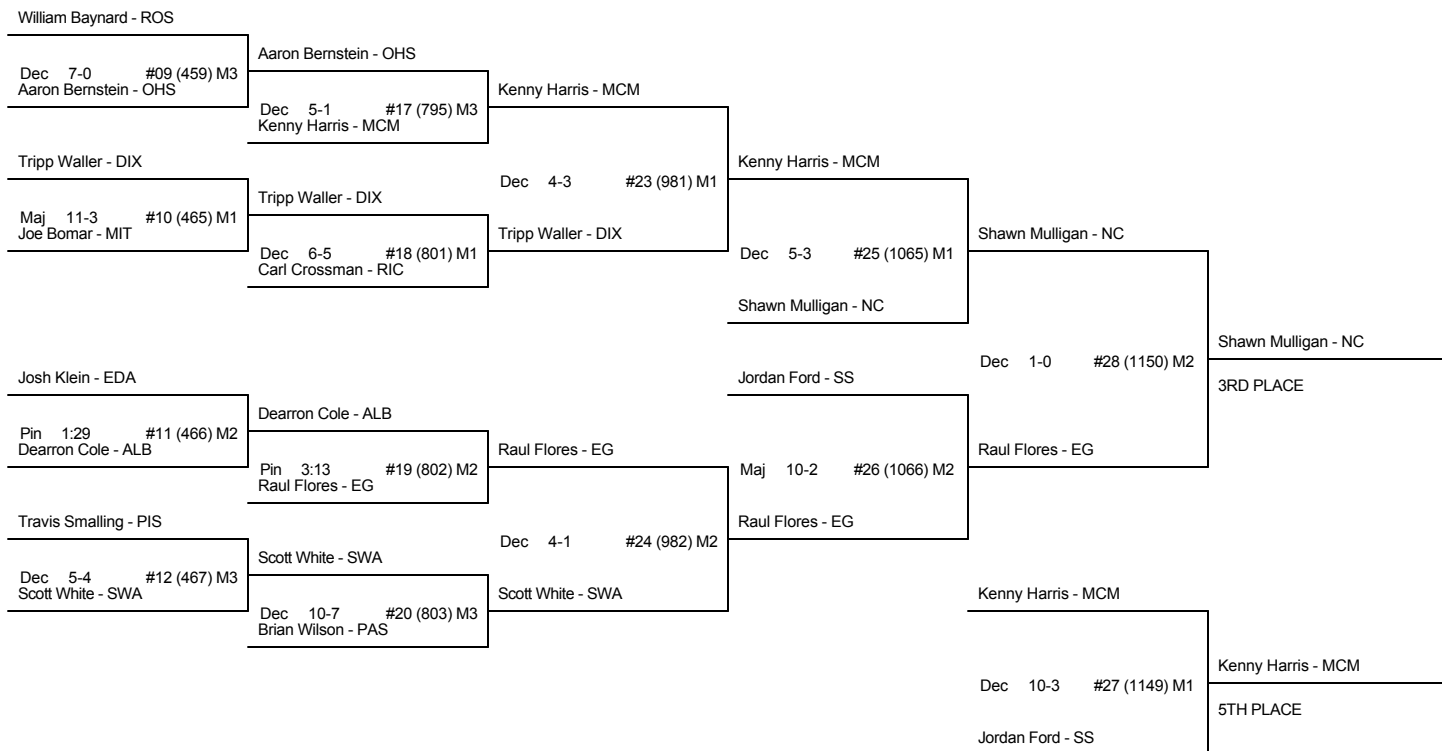 William Baynard - ROS
Aaron Bernstein - OHS
Dec 7-0 #09 (459) M3
Aaron Bernstein - OHS
Kenny Harris - MCM
Dec 5-1 #17 (795) M3
Kenny Harris - MCM
Tripp Waller - DIX
Kenny Harris - MCM
Dec 4-3 #23 (981) M1
Tripp Waller - DIX
Maj 11-3 #10 (465) M1
Joe Bomar - MIT
Tripp Waller - DIX
Shawn Mulligan - NC
Dec 6-5 #18 (801) M1
Carl Crossman - RIC
Dec 5-3 #25 (1065) M1
Shawn Mulligan - NC
Shawn Mulligan - NC
Dec 1-0 #28 (1150) M2
3RD PLACE
Josh Klein - EDA
Jordan Ford - SS
Dearron Cole - ALB
Pin 1:29 #11 (466) M2
Dearron Cole - ALB
Raul Flores - EG
Raul Flores - EG
Pin 3:13 #19 (802) M2
Raul Flores - EG
Maj 10-2 #26 (1066) M2
Travis Smalling - PIS
Raul Flores - EG
Dec 4-1 #24 (982) M2
Scott White - SWA
Dec 5-4 #12 (467) M3
Scott White - SWA
Scott White - SWA
Kenny Harris - MCM
Dec 10-7 #20 (803) M3
Brian Wilson - PAS
Kenny Harris - MCM
Dec 10-3 #27 (1149) M1
5TH PLACE
Jordan Ford - SS